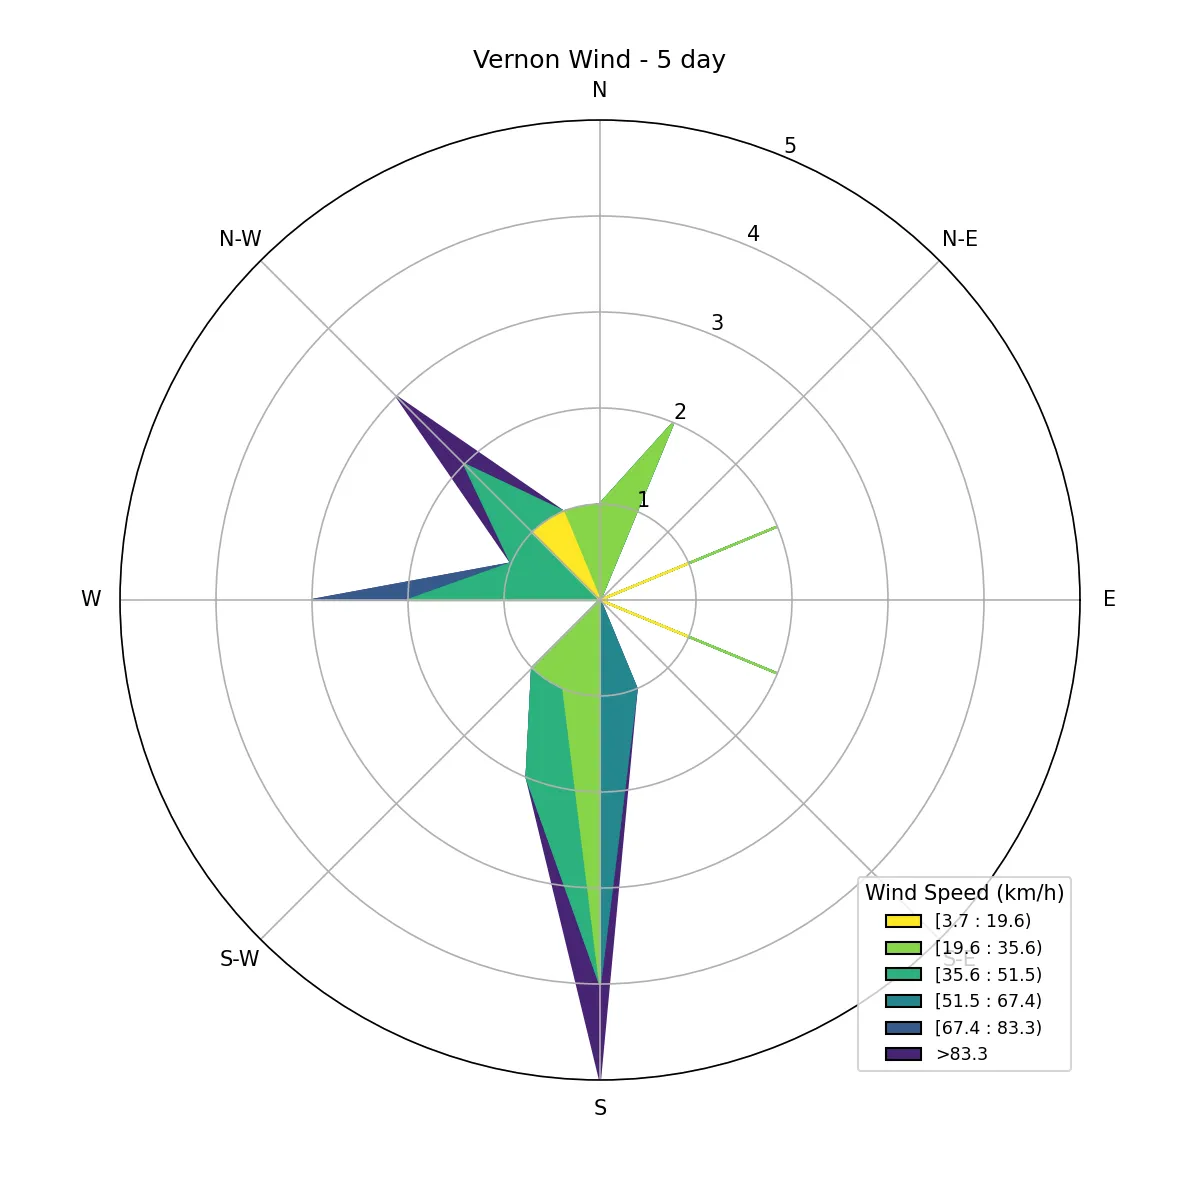 Vernon Wind - 5 day
N
5
N-W
4
N-E
3
2
1
W
E
Wind Speed (km/h)
[3.7 : 19.6)
[19.6 : 35.6)
S-W
S-E
[35.6 : 51.5)
[51.5 : 67.4)
[67.4 : 83.3)
>83.3
S